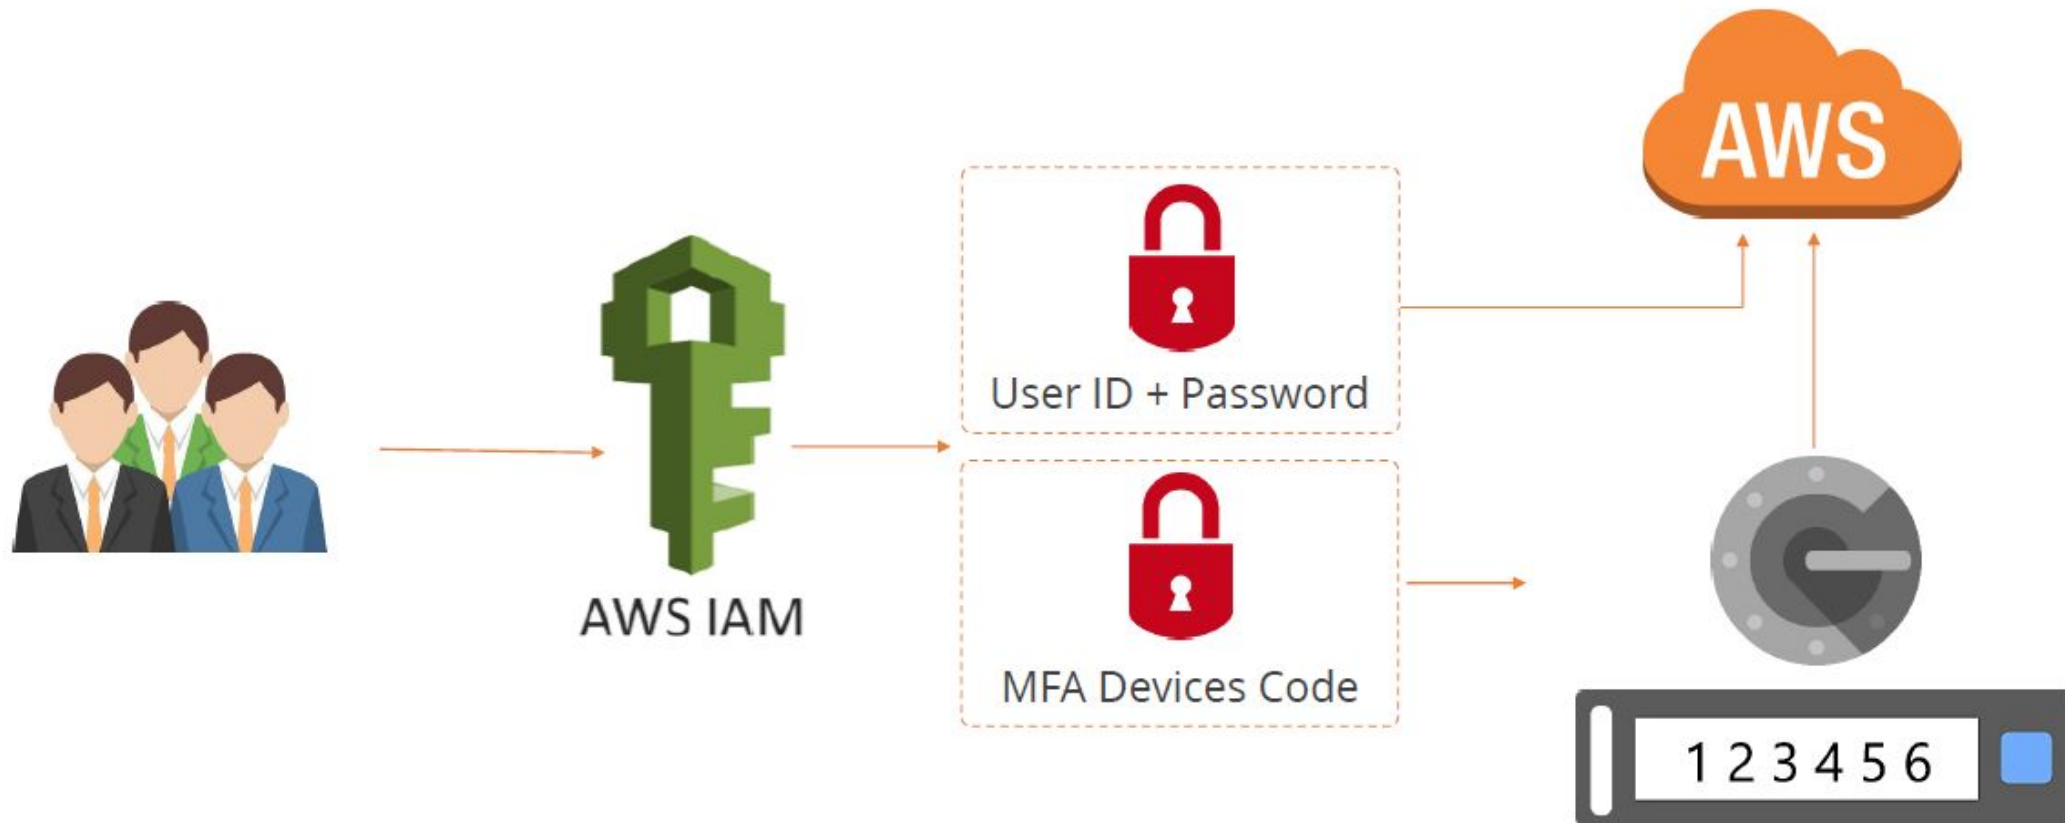 AWS
User ID + Password
AWS IAM
MFA Devices Code
1 2 3 4 5 6